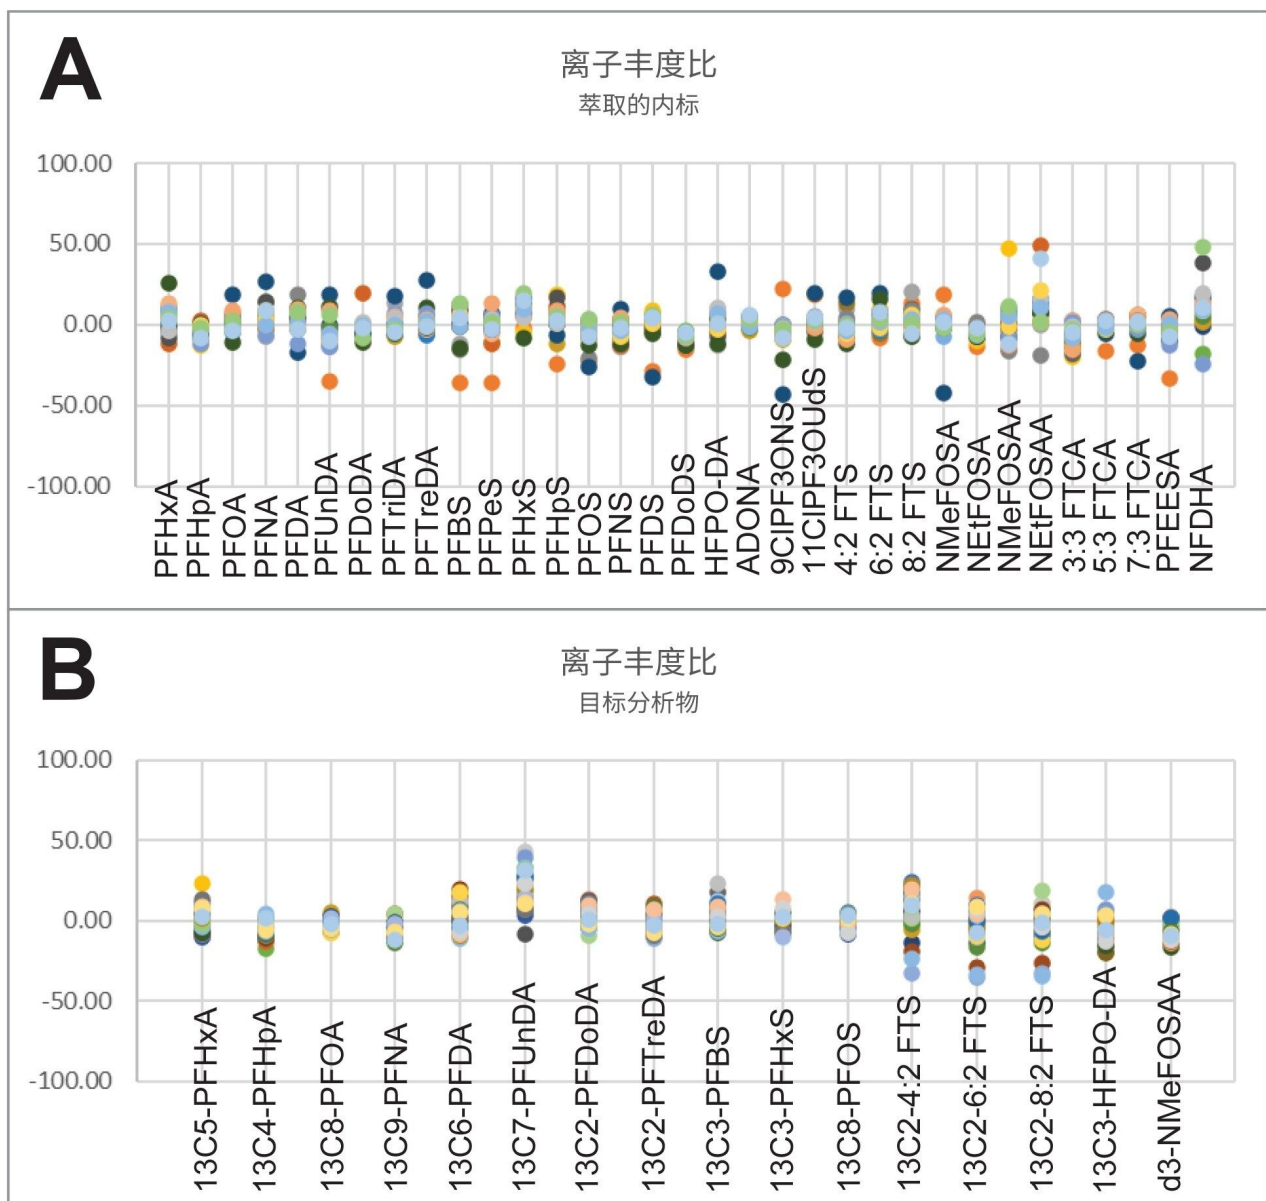 A
离子丰度比
萃取的内标
100.00
50.00
0.00
-50.00
-100.00
PFHxA
PFHpA
PFOA
PFNA
PFDA
PFUnDA
PFDoDA
PFTriDA
PFTreDA
PFBS
PFPeS
PFHxS
PFHpS
PFOS
PFNS
PFDS
PFDoDS
HFPO-DA
ADONA
9ClPF3ONS
11ClPF3OUdS
4:2 FTS
6:2 FTS
8:2 FTS
NMeFOSA
NEtFOSA
NMeFOSAA
NEtFOSAA
3:3 FTCA
5:3 FTCA
7:3 FTCA
PFEESA
NFDHA
B
离子丰度比
目标分析物
100.00
50.00
0.00
-50.00
-100.00
13C5-PFHxA
13C4-PFHpA
13C8-PFOA
13C9-PFNA
13C6-PFDA
13C7-PFUnDA
13C2-PFDoDA
13C2-PFTreDA
13C3-PFBS
13C3-PFHxS
13C8-PFOS
13C2-4:2 FTS
13C2-6:2 FTS
13C2-8:2 FTS
13C3-HFPO-DA
d3-NMeFOSAA